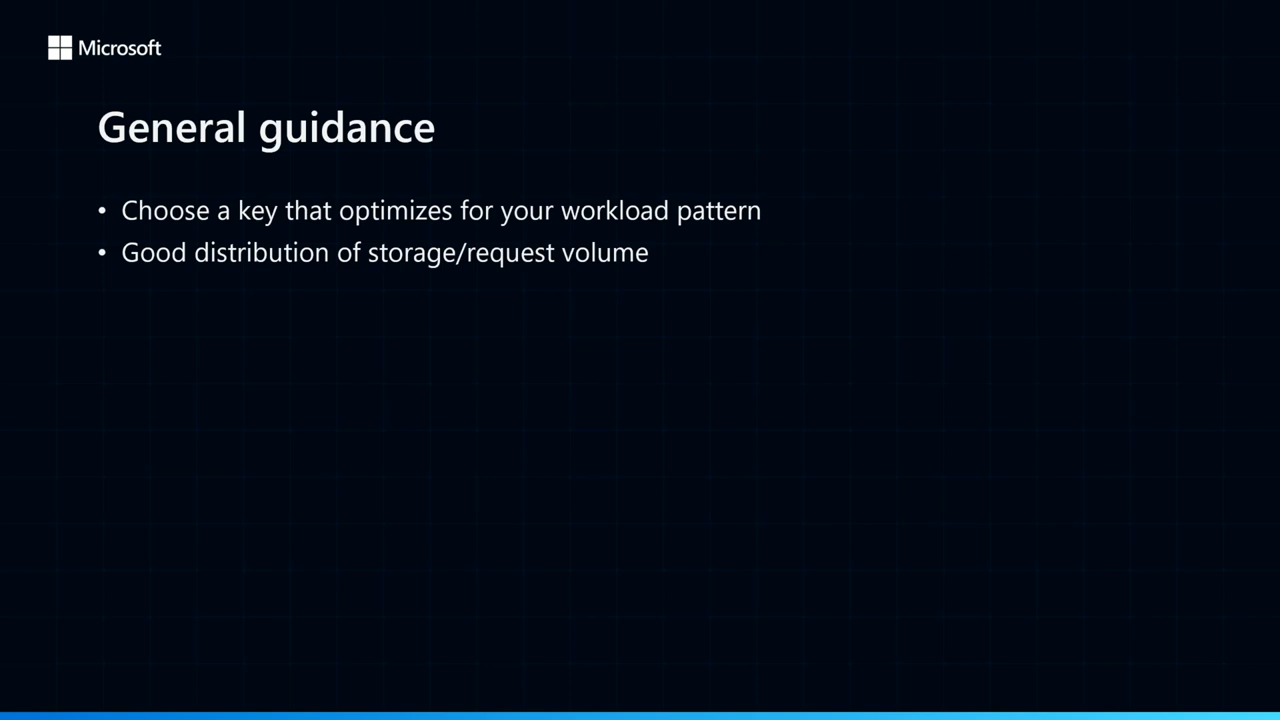 Microsoft
General guidance
• Choose a key that optimizes for your workload pattern
• Good distribution of storage/request volume